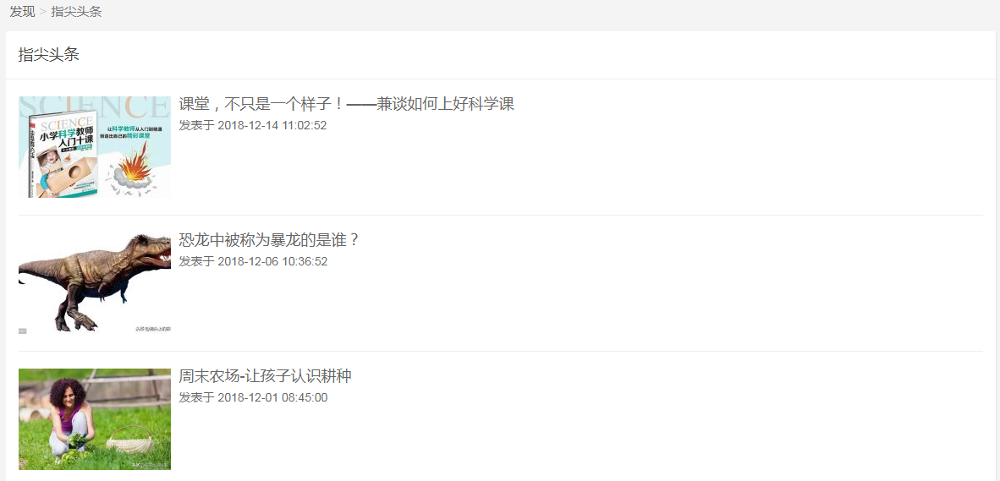 发现 > 指尖头条
指尖头条
课堂，不只是一个样子！——兼谈如何上好科学课
发表于 2018-12-14 11:02:52
SCIENCE
SCIENCE
小学科学教师
入门十课
让科学教师从入门到精通
创造出自己的精彩课堂
恐龙中被称为暴龙的是谁？
发表于 2018-12-06 10:36:52
周末农场-让孩子认识耕种
发表于 2018-12-01 08:45:00